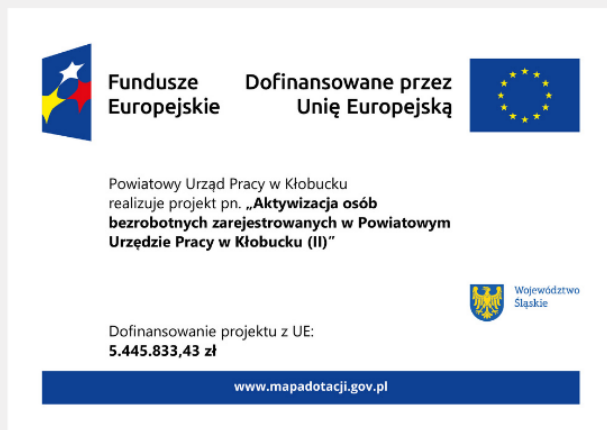 Fundusze
Europejskie
Dofinansowane przez
Unię Europejską
Powiatowy Urząd Pracy w Kłobucku
realizuje projekt pn. „Aktywizacja osób
bezrobotnych zarejestrowanych w Powiatowym
Urzędzie Pracy w Kłobucku (II)”
Województwo
Śląskie
Dofinansowanie projektu z UE:
5.445.833,43 zł
www.mapadotacji.gov.pl